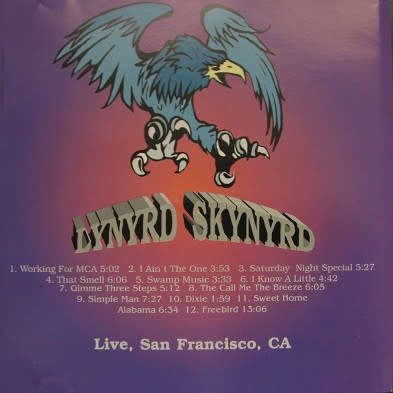 LYNYRD SKYNYRD
1. Working For MCA 5:02 2. I Ain't The One 3:53 3. Saturday Night Special 5:27
4. That Smell 6:06 5. Swamp Music 3:33 6. I Know A Little 4:42
7. Gimme Three Steps 5:12 8. The Call Me The Breeze 6:05
9. Simple Man 7:27 10. Dixie 1:59 11. Sweet Home
Alabama 6:34 12. Freebird 13:06
Live, San Francisco, CA